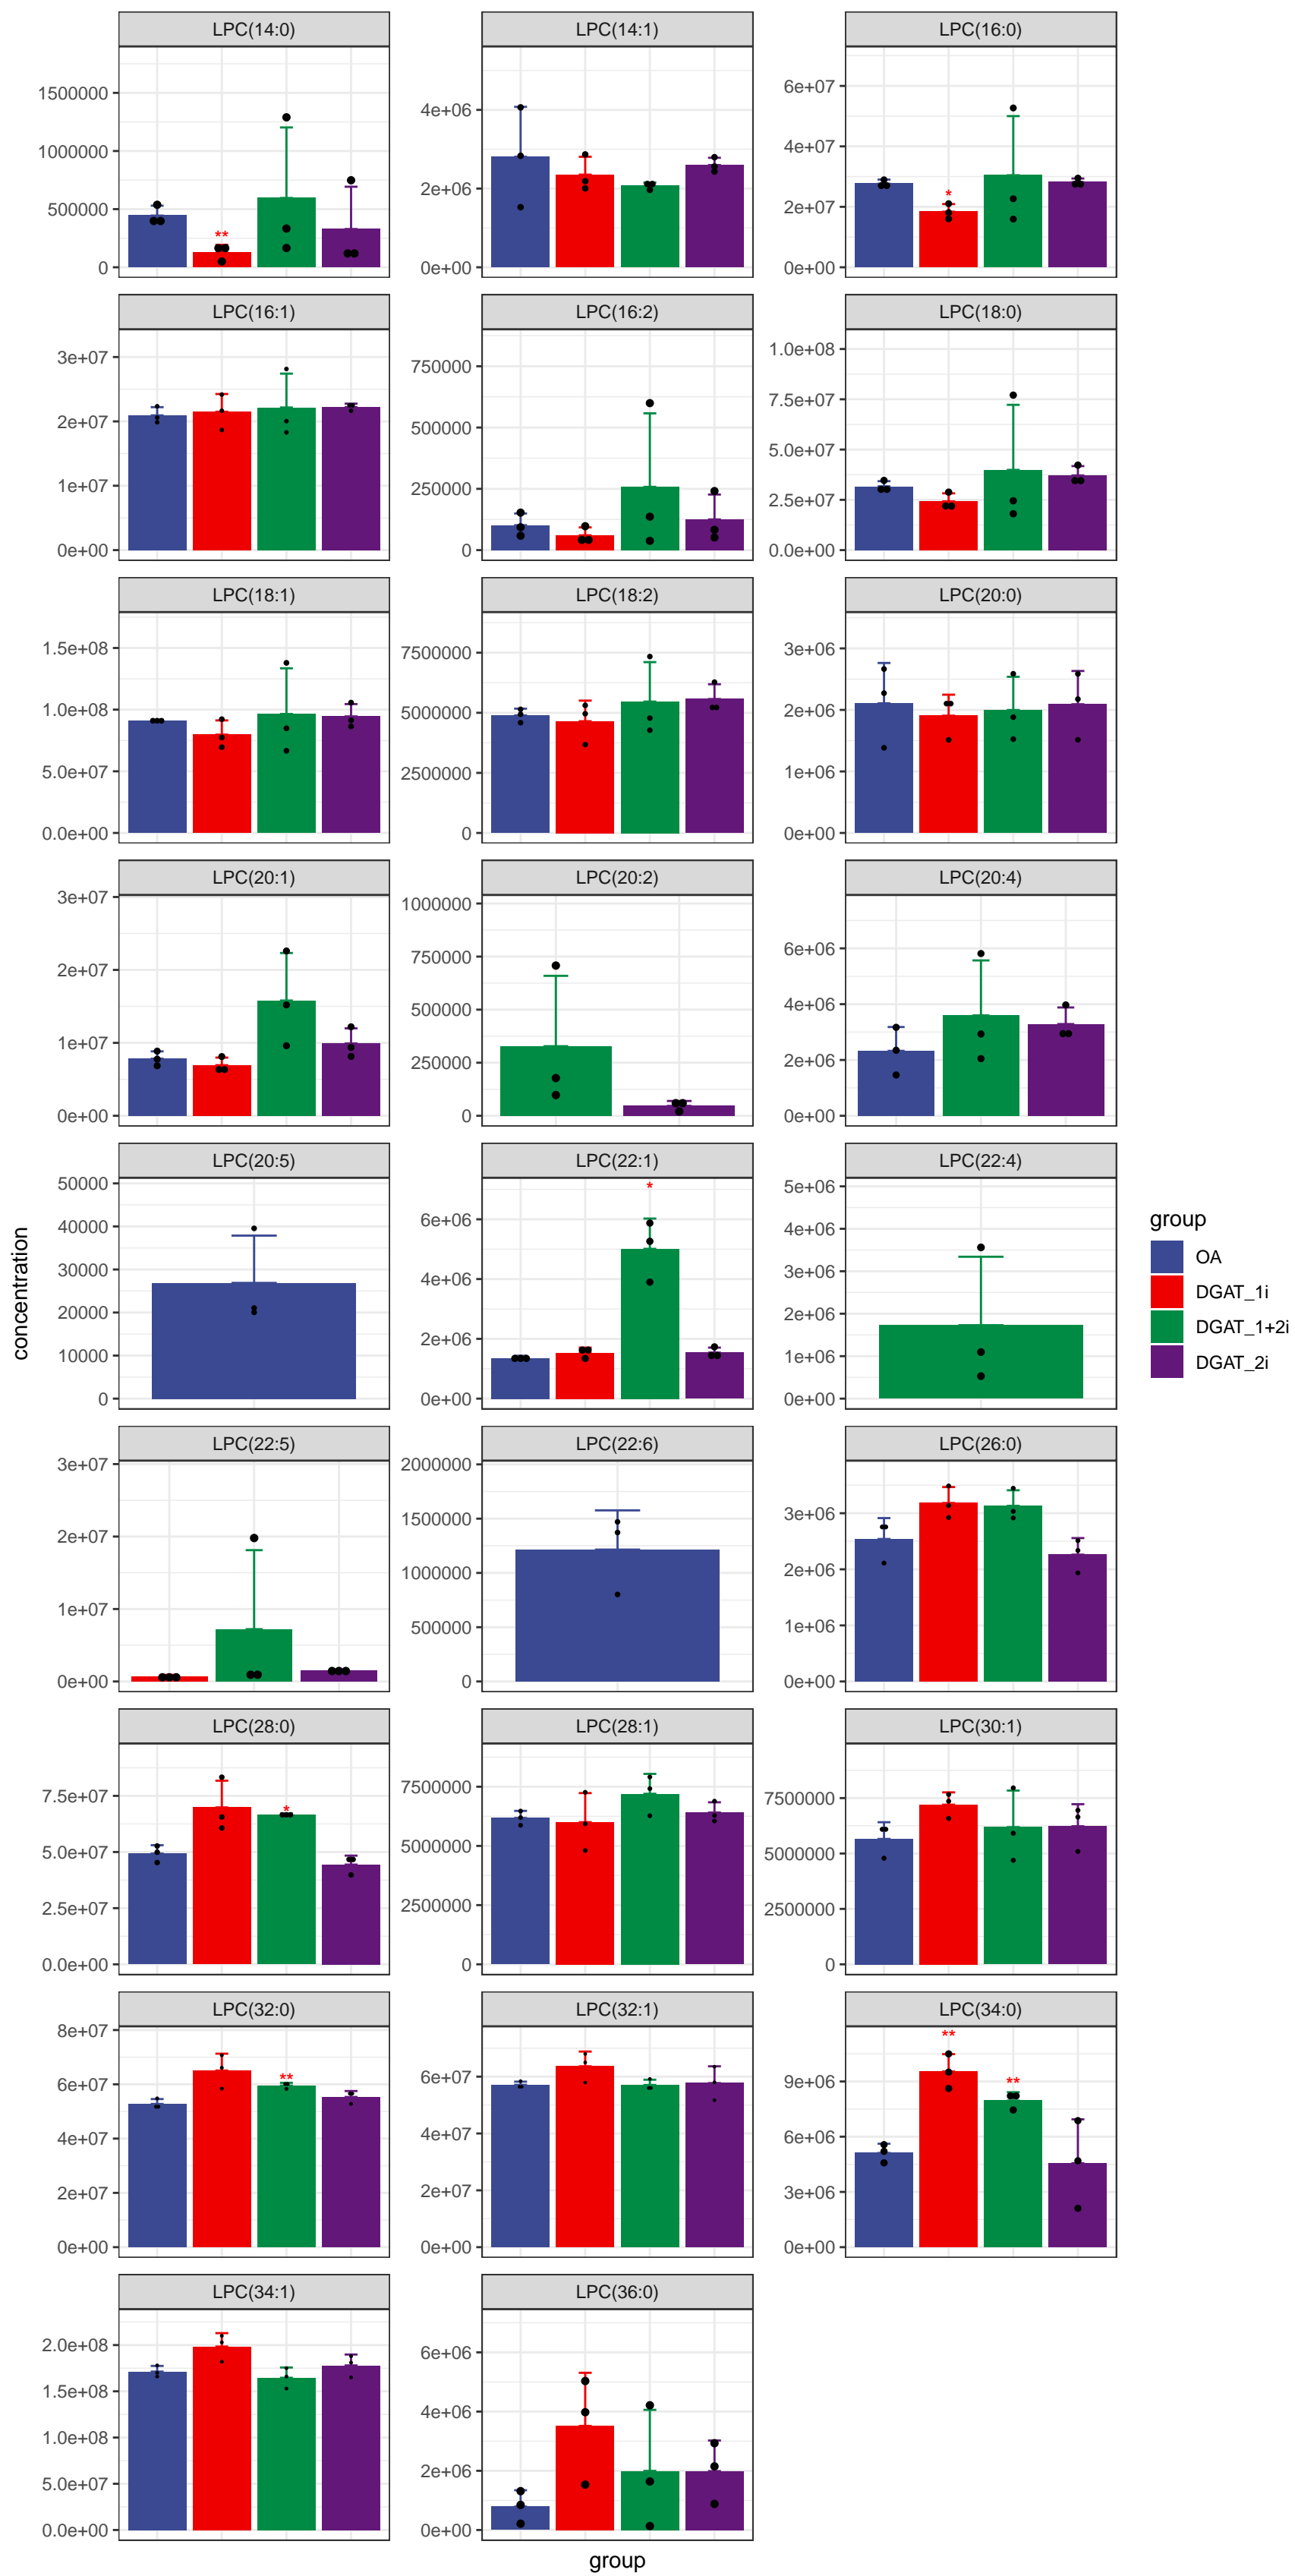 LPC(14:0)
LPC(14:1)
LPC(16:0)
1500000
1000000
500000
0
**
4e+06
2e+06
0e+00
6e+07
4e+07
2e+07
0e+00
*
LPC(16:1)
LPC(16:2)
LPC(18:0)
3e+07
2e+07
1e+07
0e+00
750000
500000
250000
0
1.0e+08
7.5e+07
5.0e+07
2.5e+07
0.0e+00
LPC(18:1)
LPC(18:2)
LPC(20:0)
1.5e+08
1.0e+08
5.0e+07
0.0e+00
7500000
5000000
2500000
0
3e+06
2e+06
1e+06
0e+00
LPC(20:1)
LPC(20:2)
LPC(20:4)
3e+07
2e+07
1e+07
0e+00
1000000
750000
500000
250000
0
6e+06
4e+06
2e+06
0e+00
LPC(20:5)
LPC(22:1)
LPC(22:4)
50000
40000
30000
20000
10000
0
6e+06
4e+06
2e+06
0e+00
*
5e+06
4e+06
3e+06
2e+06
1e+06
0e+00
LPC(22:5)
LPC(22:6)
LPC(26:0)
3e+07
2e+07
1e+07
0e+00
2000000
1500000
1000000
500000
0
3e+06
2e+06
1e+06
0e+00
LPC(28:0)
LPC(28:1)
LPC(30:1)
7.5e+07
5.0e+07
2.5e+07
0.0e+00
*
7500000
5000000
2500000
0
7500000
5000000
2500000
0
LPC(32:0)
LPC(32:1)
LPC(34:0)
8e+07
6e+07
4e+07
2e+07
0e+00
**
6e+07
4e+07
2e+07
0e+00
9e+06
6e+06
3e+06
0e+00
**
**
LPC(34:1)
LPC(36:0)
2.0e+08
1.5e+08
1.0e+08
5.0e+07
0.0e+00
6e+06
4e+06
2e+06
0e+00
concentration
group
group
OA
DGAT_1i
DGAT_1+2i
DGAT_2i